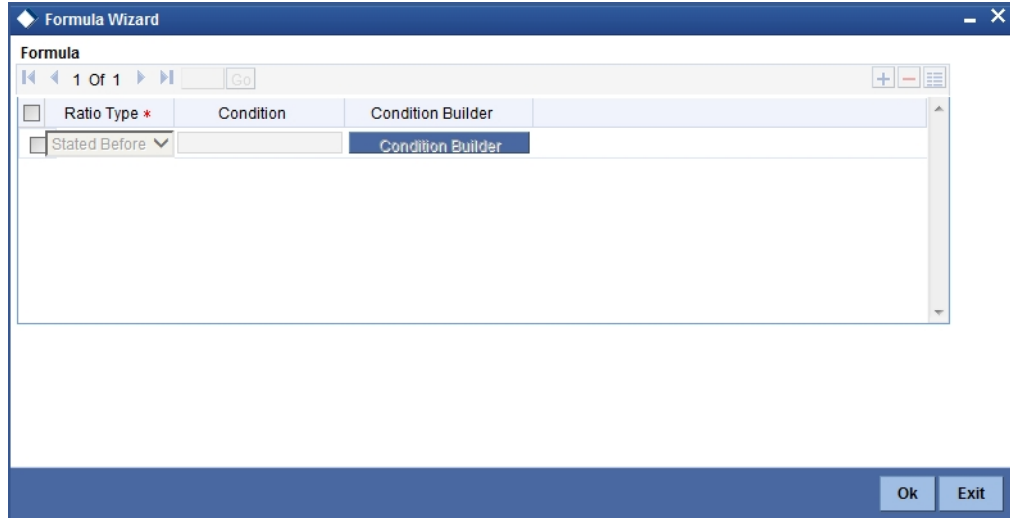 Formula Wizard
Formula
1 Of 1 Go
Ratio Type * Condition Condition Builder
Stated Before Condition Builder
Ok Exit